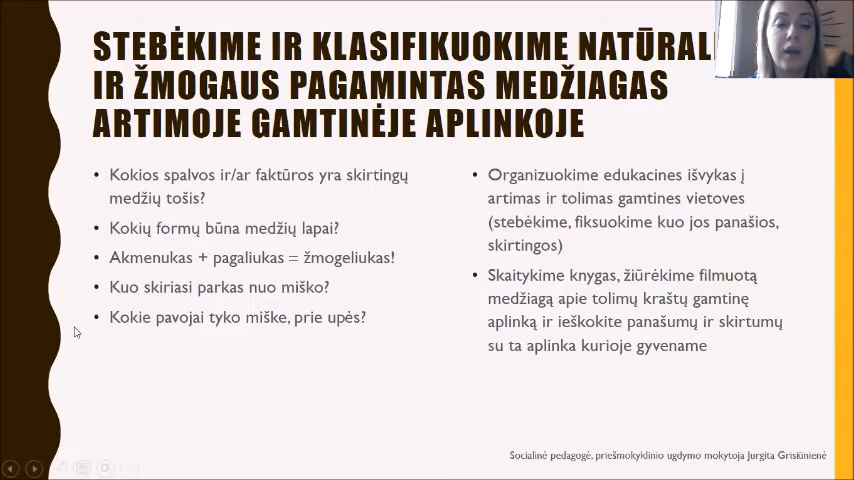 STEBĖKIME IR KLASIFIKUOKIME
IR ŽMOGAUS PAGAMINTAS MEDŽIAGAS
ARTIMOJE GAMTINĖJE APLINKOJE
• Kokios spalvos ir/ar faktūros yra skirtingų
medžių tošis?
• Kokių formų būna medžių lapai?
• Akmenukas + pagaliukas = žmogeliukas!
• Kuo skiriasi parkas nuo miško?
• Kokie pavojai tyko miške, prie upės?
• Organizuokime edukacines išvykas į
artimas ir tolimas gamtines vietoves
(stebėkime, fiksuokime kuo jos panašios,
skirtingos)
• Skaitykime knygas, žiūrėkime filmuotą
medžiagą apie tolimų kraštų gamtinę
aplinką ir ieškokite panašumų ir skirtumų
su ta aplinka kurioje gyvename
Socialinė pedagogė, priešmokyklinio ugdymo mokytoja Jurgita Grisiūnienė